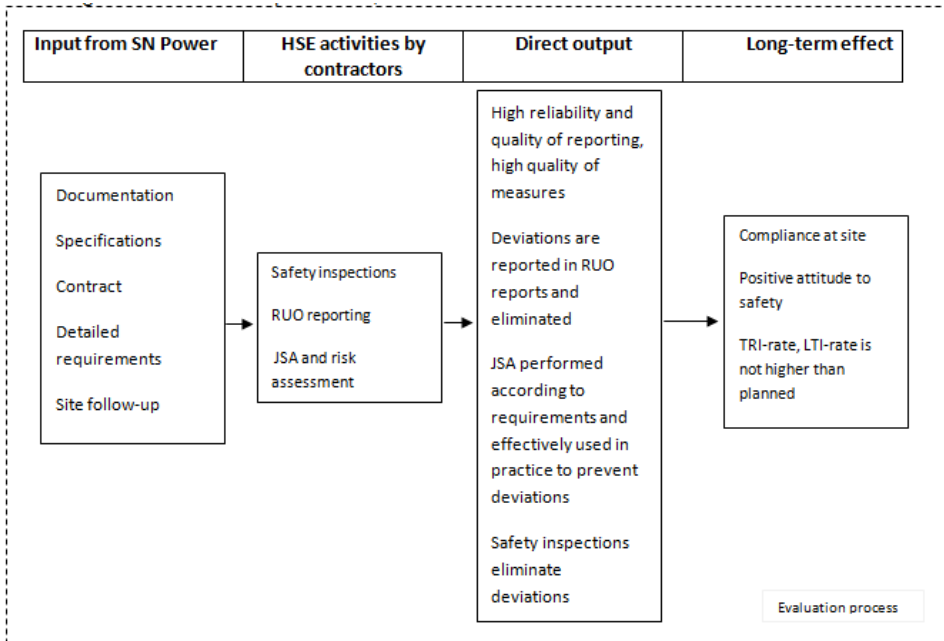 Input from SN Power
HSE activities by
contractors
Direct output
Long-term effect
Documentation
Specifications
Contract
Detailed
requirements
Site follow-up
Safety inspections
RUO reporting
JSA and risk
assessment
High reliability and
quality of reporting,
high quality of
measures
Deviations are
reported in RUO
reports and
eliminated
JSA performed
according to
requirements and
effectively used in
practice to prevent
deviations
Safety inspections
eliminate
deviations
Compliance at site
Positive attitude to
safety
TRI-rate, LTI-rate is
not higher than
planned
Evaluation process